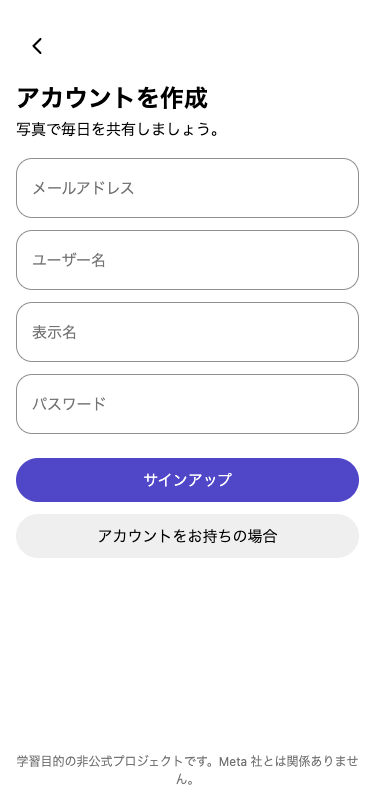 アカウントを作成
写真で毎日を共有しましょう。
メールアドレス
ユーザー名
表示名
パスワード
サインアップ
アカウントをお持ちの場合
学習目的の非公式プロジェクトです。Meta 社とは関係ありませ
ん。